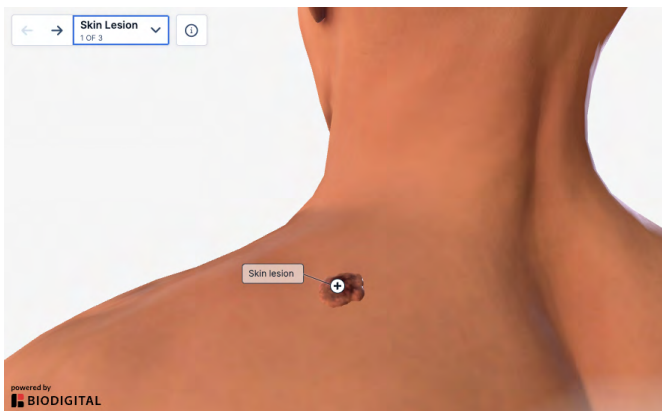 Skin Lesion
1 OF 3
Skin lesion
powered by
BIODIGITAL